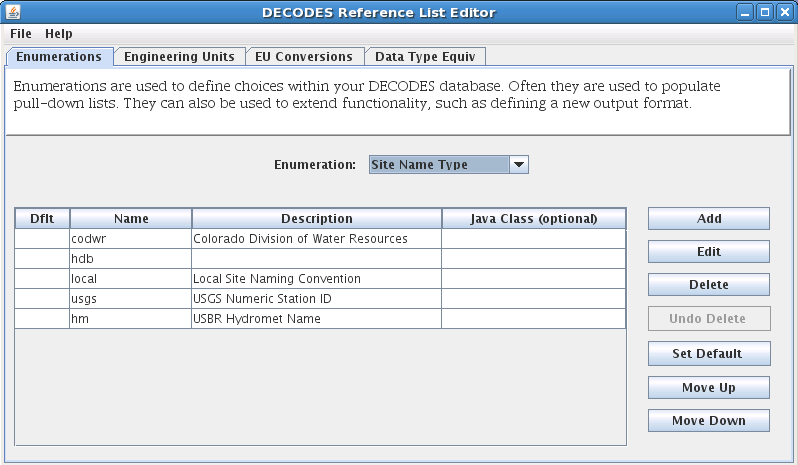 DECODES Reference List Editor
File Help
Enumerations Engineering Units EU Conversions Data Type Equiv
Enumerations are used to define choices within your DECODES database. Often they are used to populate
pull-down lists. They can also be used to extend functionality, such as defining a new output format.
Enumeration: Site Name Type
Dflt Name Description Java Class (optional)
codwr Colorado Division of Water Resources
hdb
local Local Site Naming Convention
usgs USGS Numeric Station ID
hm USBR Hydromet Name
Add
Edit
Delete
Undo Delete
Set Default
Move Up
Move Down